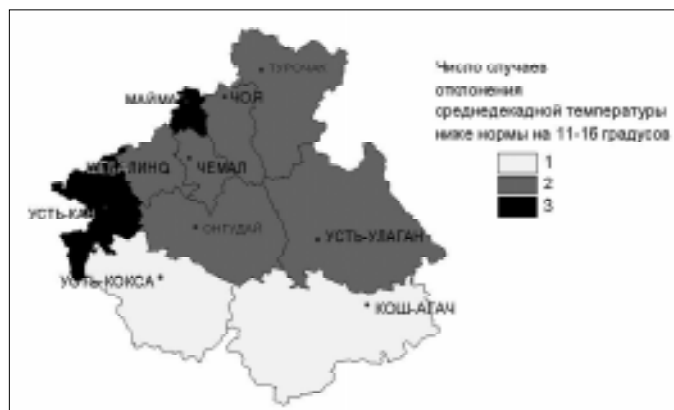 ТУРОЧАК
МАЙМА
ЧОЯ
ЧЕМАЛ
ОНГУДАЙ
УСТЬ-УЛАГАН
УСТЬ-КОКСА
КОШ-АГАЧ
Число случаев
отклонения
среднедекадной температуры
ниже нормы на 11-16 градусов
1
2
3